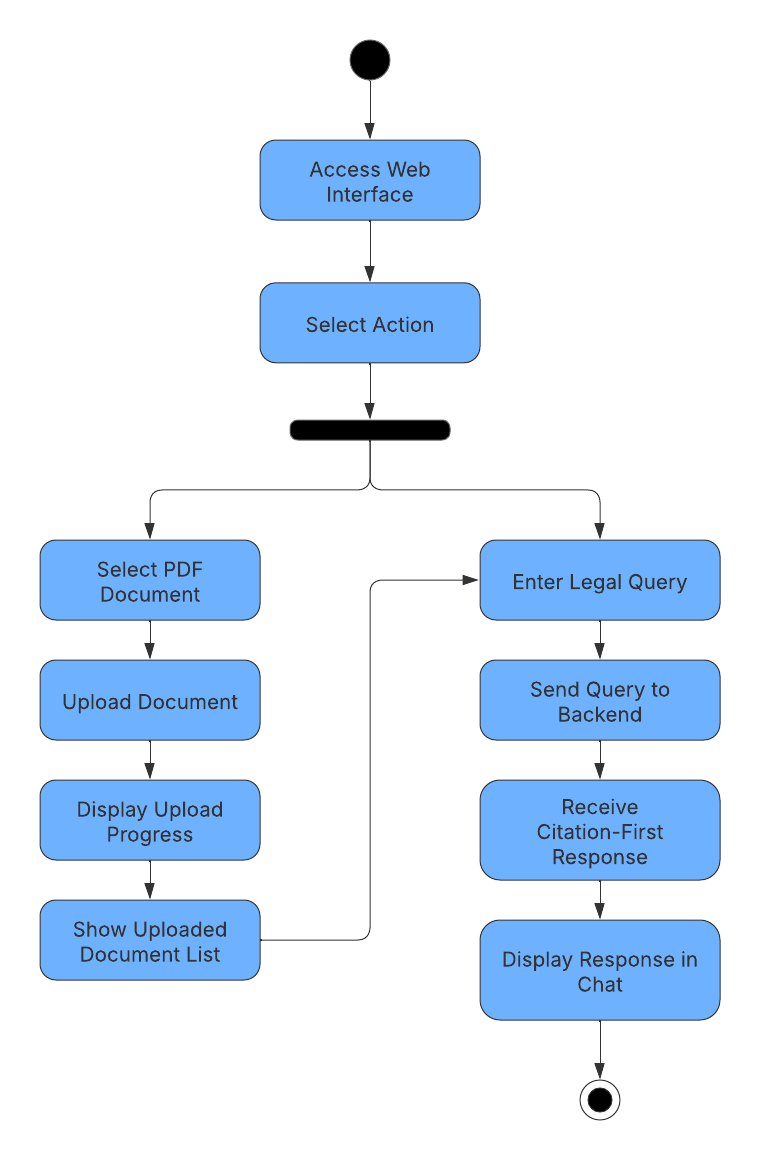 Access Web
Interface
Select Action
Select PDF
Document
Upload Document
Display Upload
Progress
Show Uploaded
Document List
Enter Legal Query
Send Query to
Backend
Receive
Citation-First
Response
Display Response in
Chat